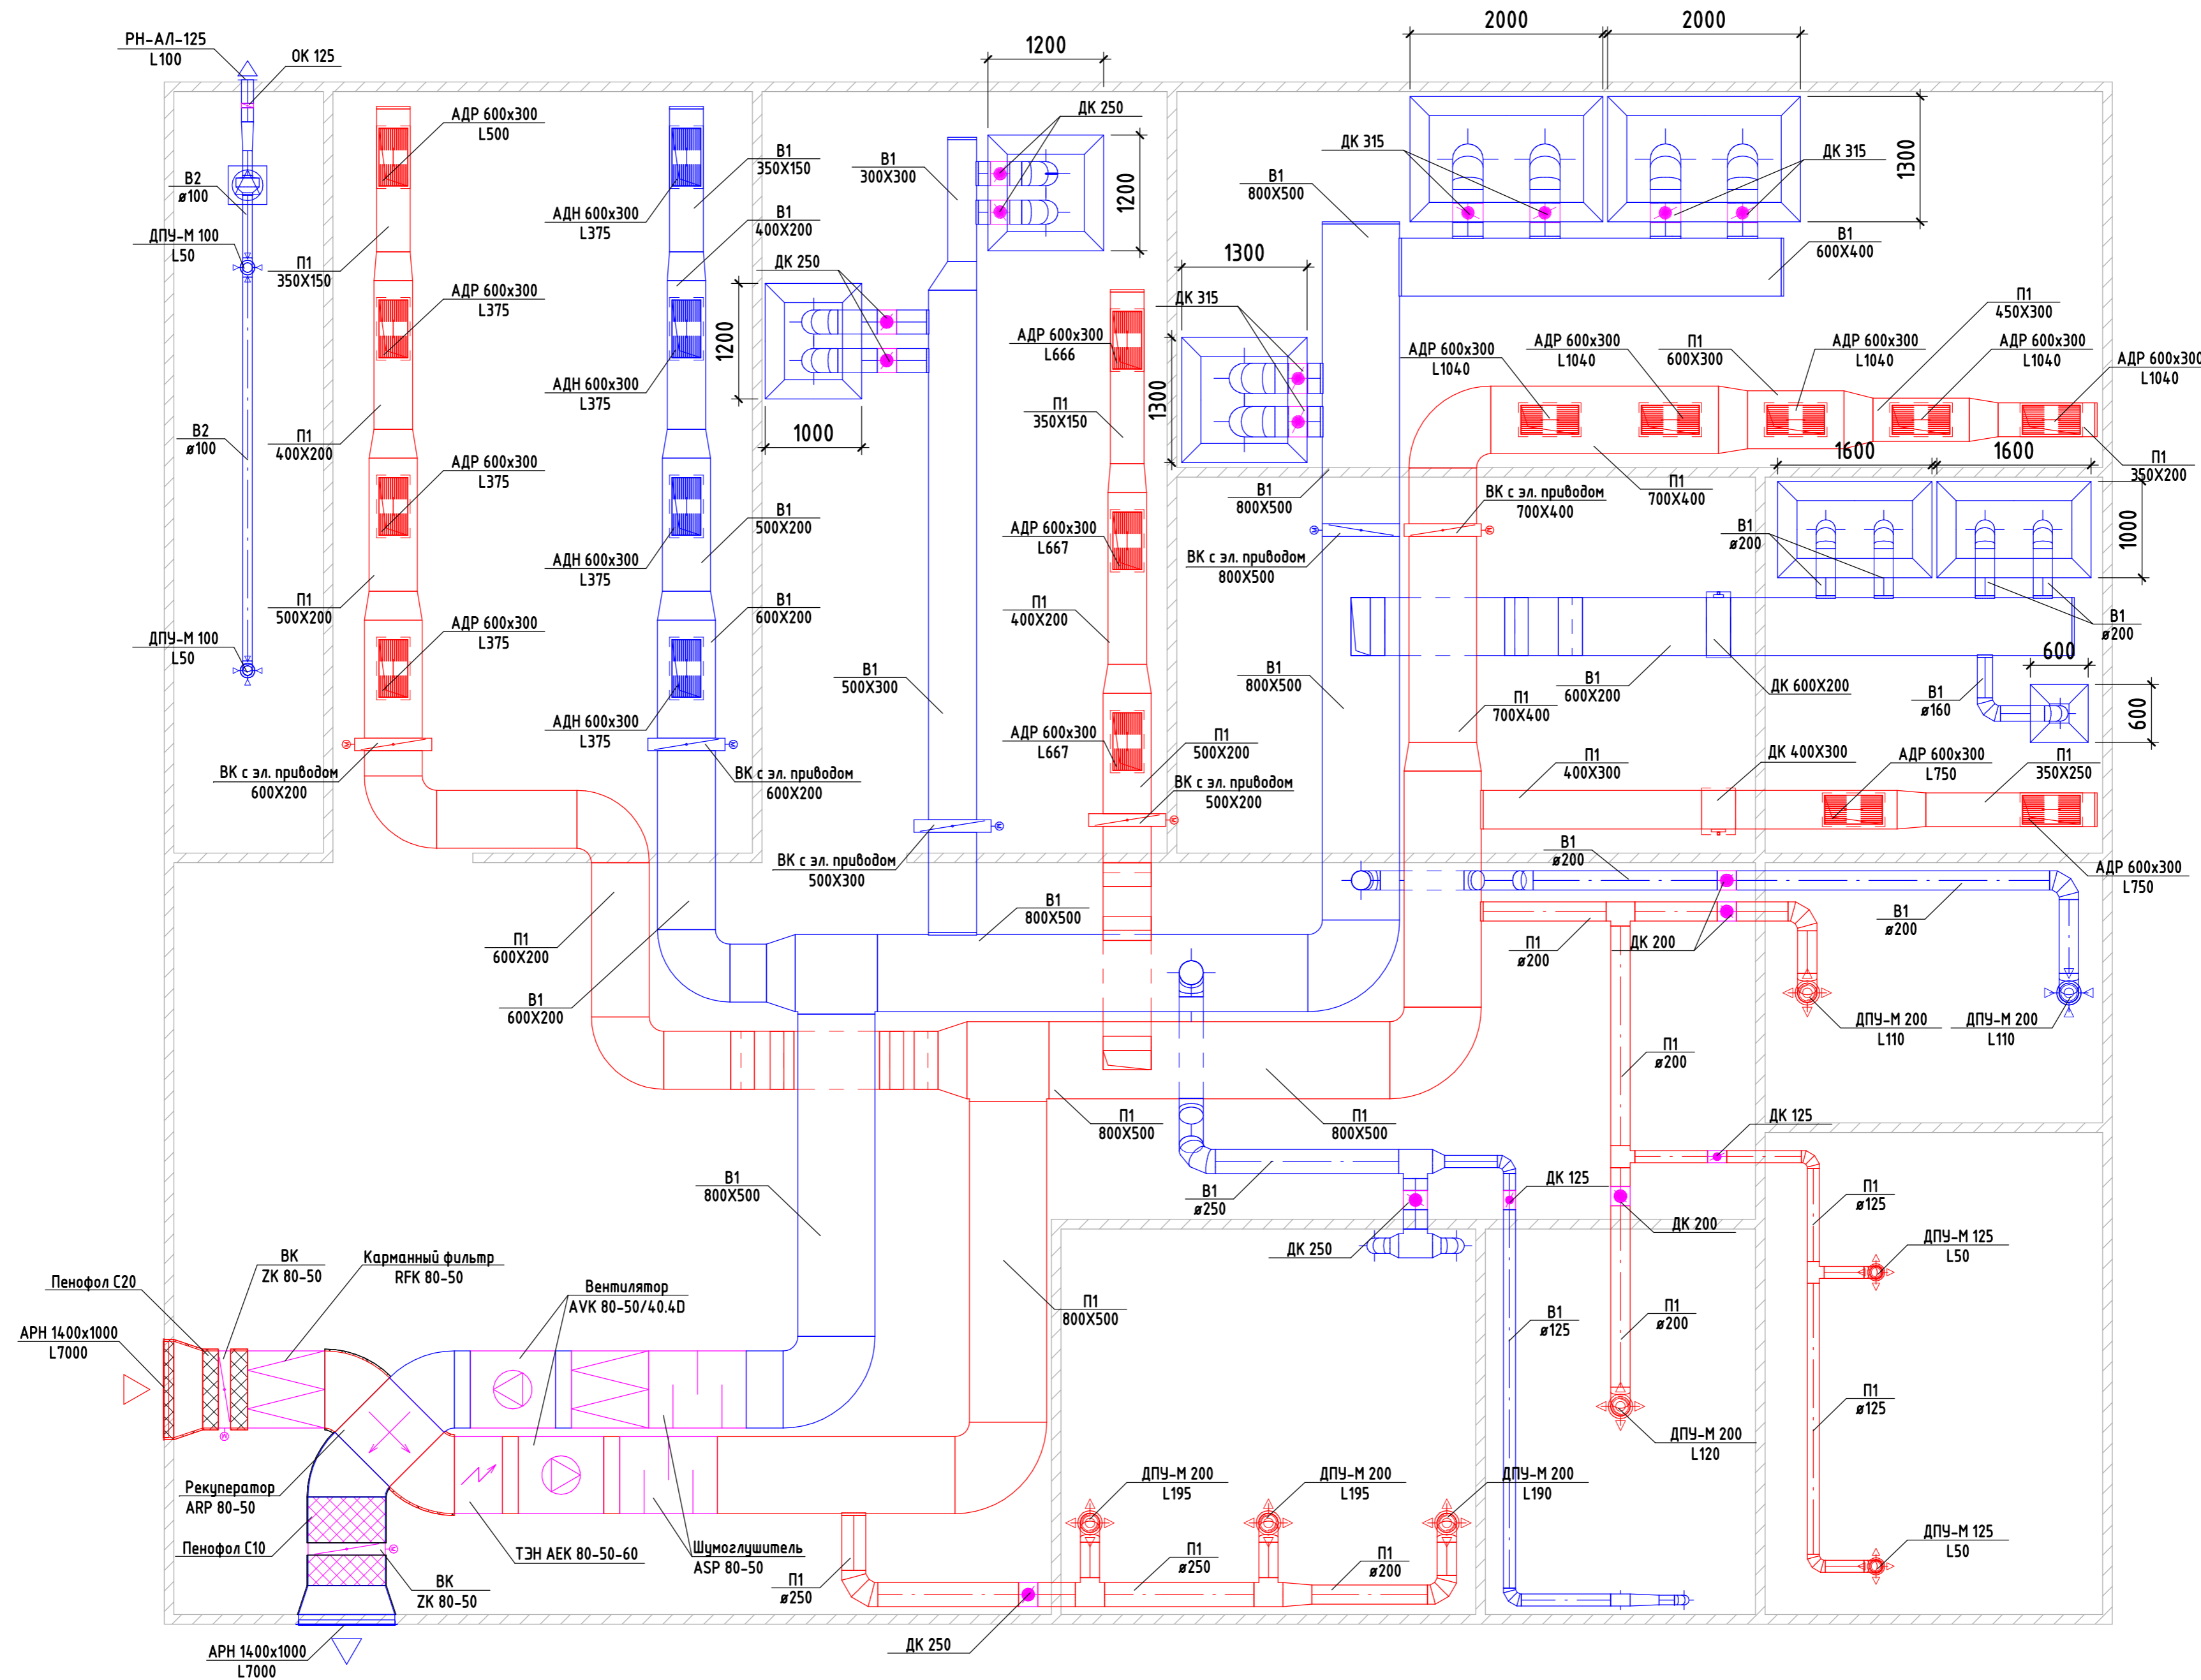 РН-АЛ-125
L100
ОК 125
В2
ø100
ДПУ-М 100
L50
В2
ø100
ДПУ-М 100
L50
АДР 600х300
L500
П1
350Х150
АДР 600х300
L375
П1
400Х200
АДР 600х300
L375
П1
500Х200
АДР 600х300
L375
ВК с эл. приводом
600Х200
В1
350Х150
АДН 600х300
L375
В1
400Х200
АДН 600х300
L375
В1
500Х200
АДН 600х300
L375
В1
600Х200
АДН 600х300
L375
ВК с эл. приводом
600Х200
1200
ДК 250
В1
300Х300
1200
ДК 250
1200
1000
В1
500Х300
ВК с эл. приводом
500Х300
АДР 600х300
L666
П1
350Х150
АДР 600х300
L667
П1
400Х200
АДР 600х300
L667
П1
500Х200
ВК с эл. приводом
500Х200
2000
2000
ДК 315
ДК 315
1300
В1
800Х500
В1
600Х400
1300
ДК 315
1300
АДР 600х300
L1040
АДР 600х300
L1040
П1
600Х300
АДР 600х300
L1040
П1
450Х300
АДР 600х300
L1040
АДР 600х300
L1040
П1
350Х200
П1
700Х400
В1
800Х500
ВК с эл. приводом
700Х400
ВК с эл. приводом
800Х500
1600
1600
1000
В1
ø200
В1
ø200
В1
800Х500
В1
600Х200
ДК 600Х200
600
В1
ø160
600
П1
700Х400
П1
400Х300
ДК 400Х300
АДР 600х300
L750
П1
350Х250
АДР 600х300
L750
В1
ø200
В1
ø200
П1
ø200
ДК 200
ДПУ-М 200
L110
ДПУ-М 200
L110
В1
800Х500
П1
600Х200
В1
600Х200
П1
800Х500
П1
800Х500
П1
ø200
ДК 125
В1
800Х500
В1
ø250
ДК 125
ДК 250
ДК 200
П1
ø125
ДПУ-М 125
L50
П1
800Х500
В1
ø125
П1
ø200
П1
ø125
ДПУ-М 200
L120
ДПУ-М 125
L50
Пенофол С20
ВК
ZK 80-50
Карманный фильтр
RFK 80-50
Вентилятор
AVK 80-50/40.4D
АРН 1400х1000
L7000
Рекуператор
ARP 80-50
Пенофол С10
ВК
ZK 80-50
ТЭН АЕК 80-50-60
Шумоглушитель
ASP 80-50
АРН 1400х1000
L7000
П1
ø250
ДПУ-М 200
L195
ДПУ-М 200
L195
ДПУ-М 200
L190
П1
ø250
П1
ø200
ДК 250